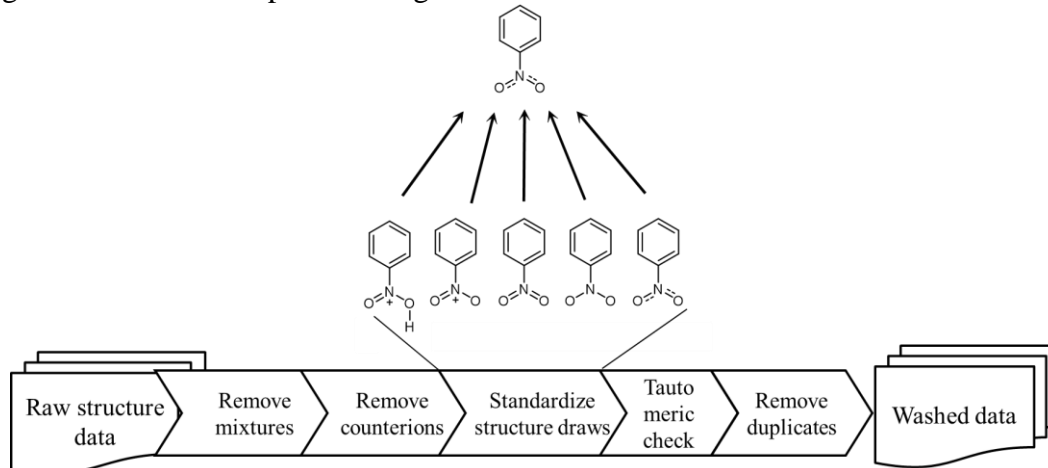 N
O O
N N N N N
O + O O + O O O O O O O
H
Raw structure
data
Remove
mixtures
Remove
counterions
Standardize
structure draws
Tauto
meric
check
Remove
duplicates
Washed data